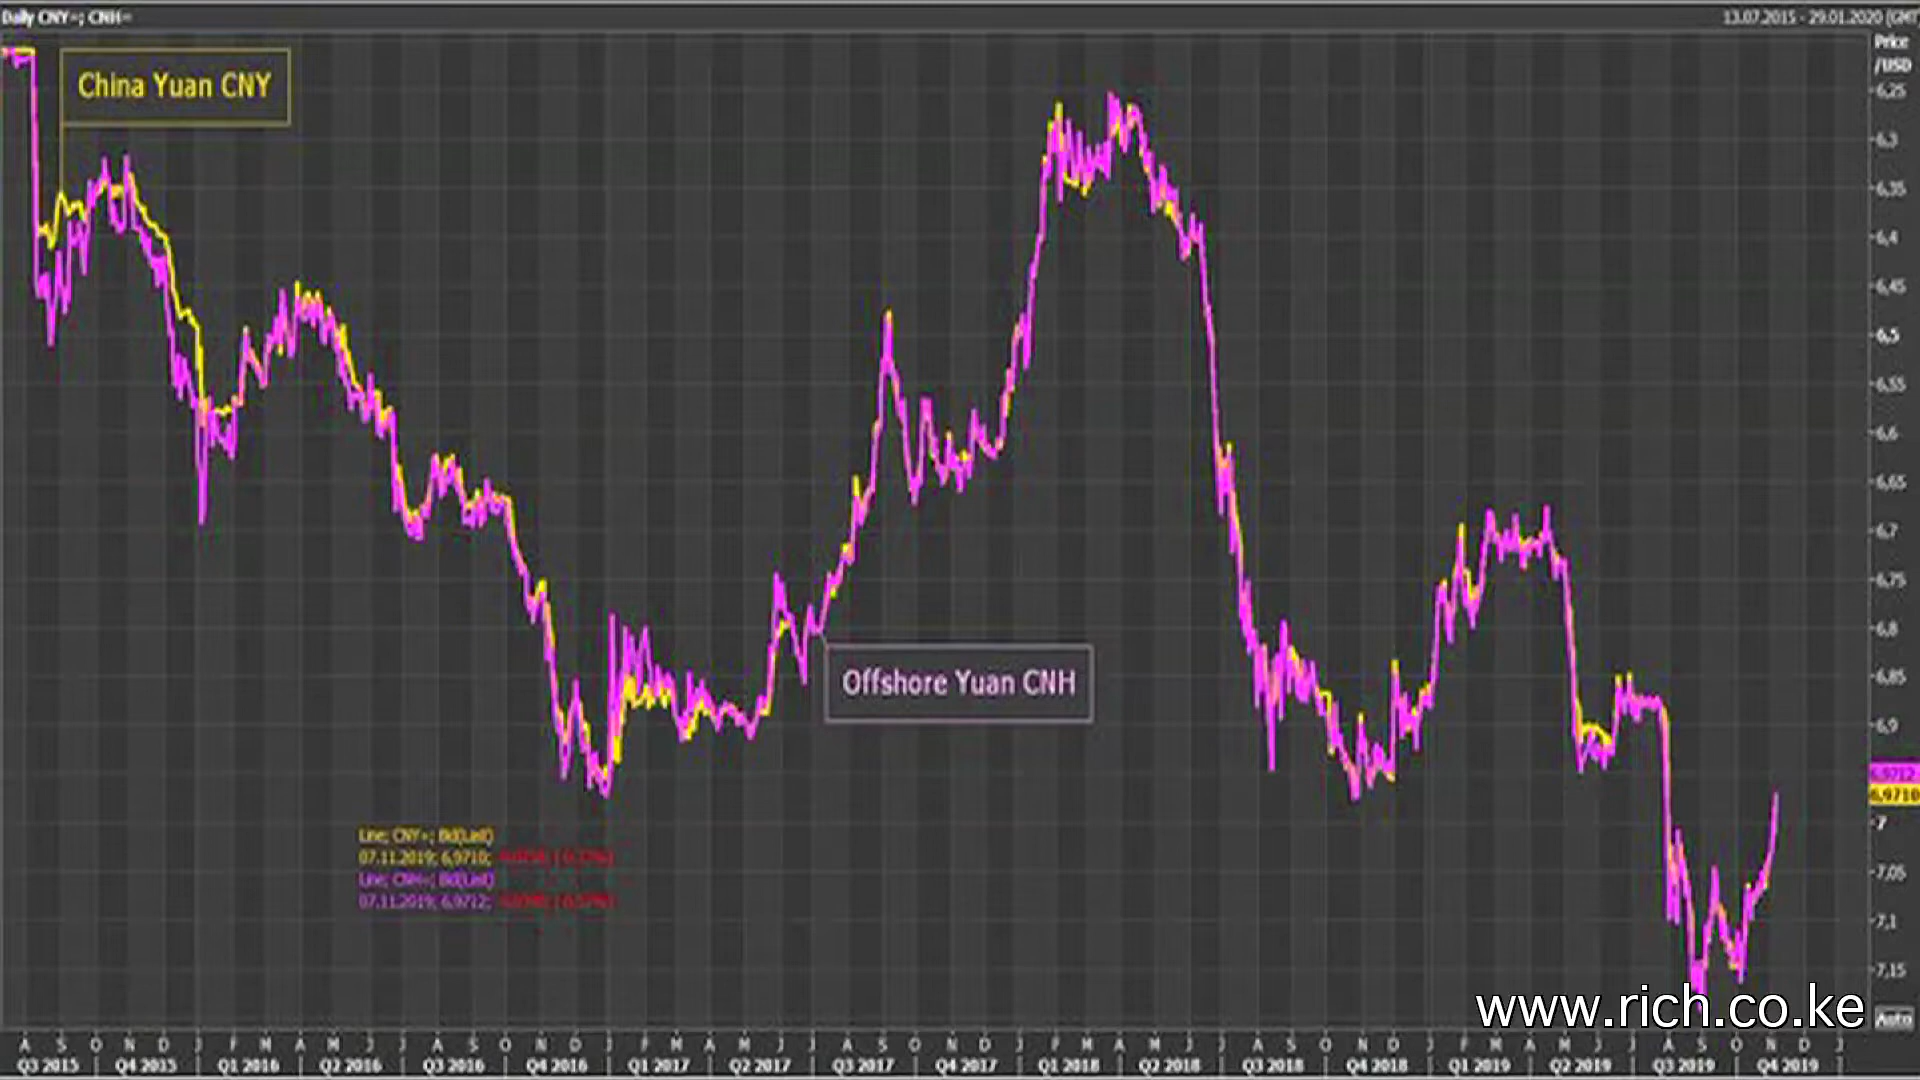 Daily CNY=; CNH=
13.07.2015 - 29.01.2020 (GMT
Price
/USD
China Yuan CNY
6,25
6,3
6,35
6,4
6,45
6,5
6,55
6,6
6,65
6,7
6,75
6,8
Offshore Yuan CNH
6,85
6,9
6,9712
6,9710
7
Line; CNY=; Bid(Last)
07.11.2019; 6,9710;
Line; CNH=; Bid(Last)
07.11.2019; 6,9712;
7,05
7,1
7,15
www.rich.co.ke
Auto
A S O N D J F M A M J J A S O N D J F M A M J J A S O N D J F M A M J J A S O N D J F M A M J J A S O N D J
Q3 2015 Q4 2015 Q1 2016 Q2 2016 Q3 2016 Q4 2016 Q1 2017 Q2 2017 Q3 2017 Q4 2017 Q1 2018 Q2 2018 Q3 2018 Q4 2018 Q1 2019 Q2 2019 Q3 2019 Q4 2019